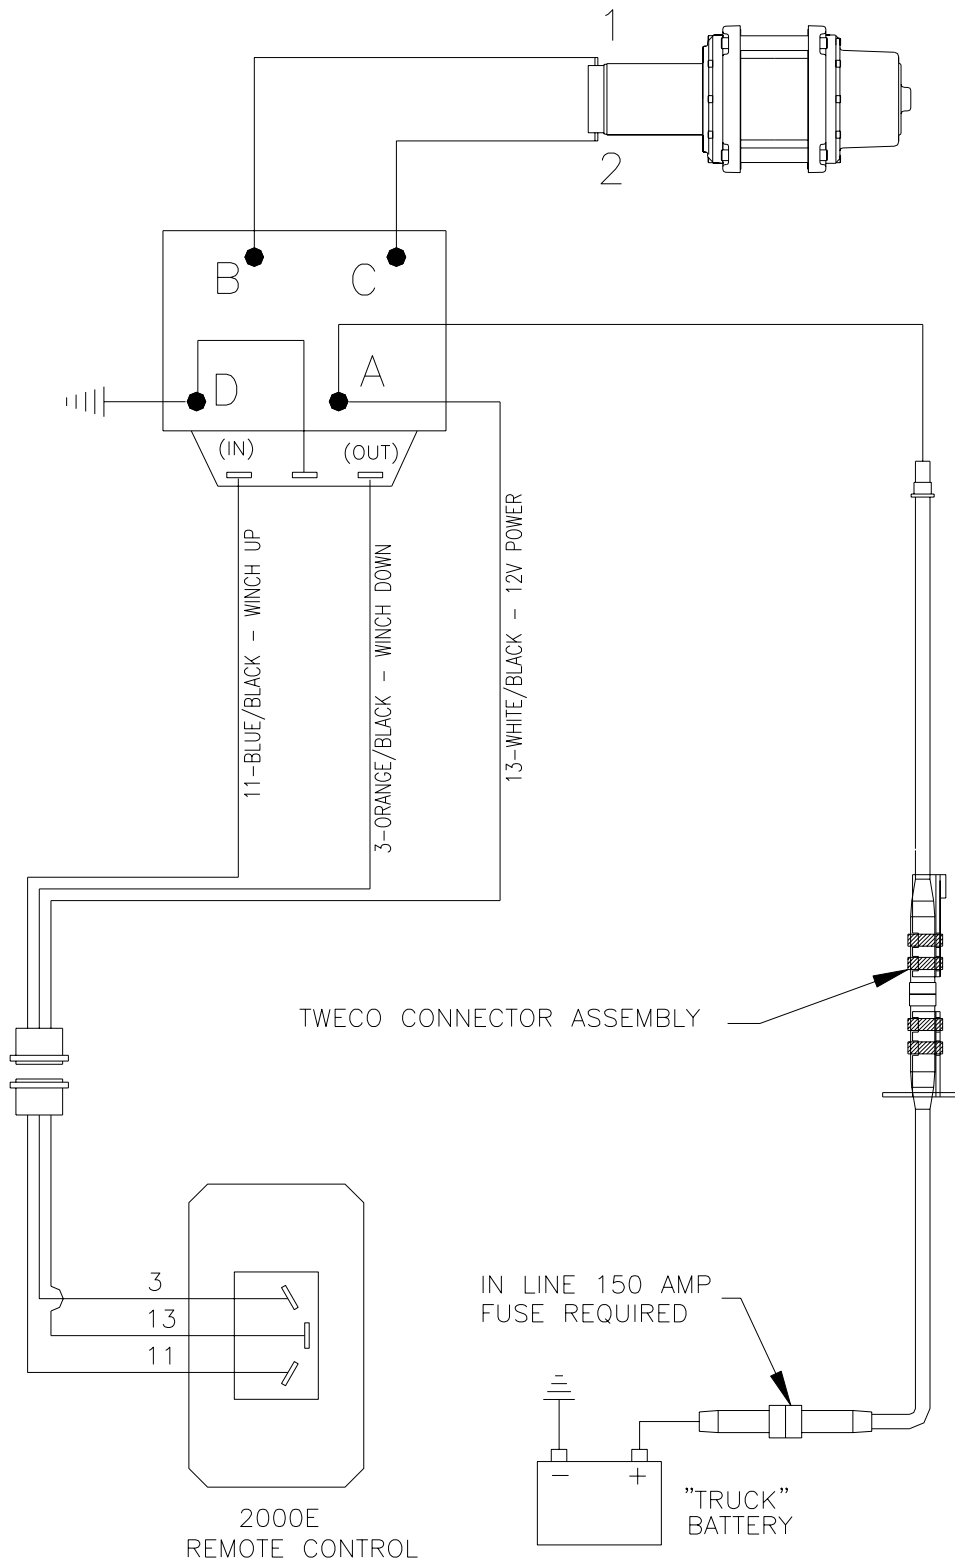 1
2
B
C
D
A
(IN)
(OUT)
11-BLUE/BLACK - WINCH UP
3-ORANGE/BLACK - WINCH DOWN
13-WHITE/BLACK - 12V POWER
TWECO CONNECTOR ASSEMBLY
3
13
11
IN LINE 150 AMP
FUSE REQUIRED
- +
"TRUCK"
BATTERY
2000E
REMOTE CONTROL